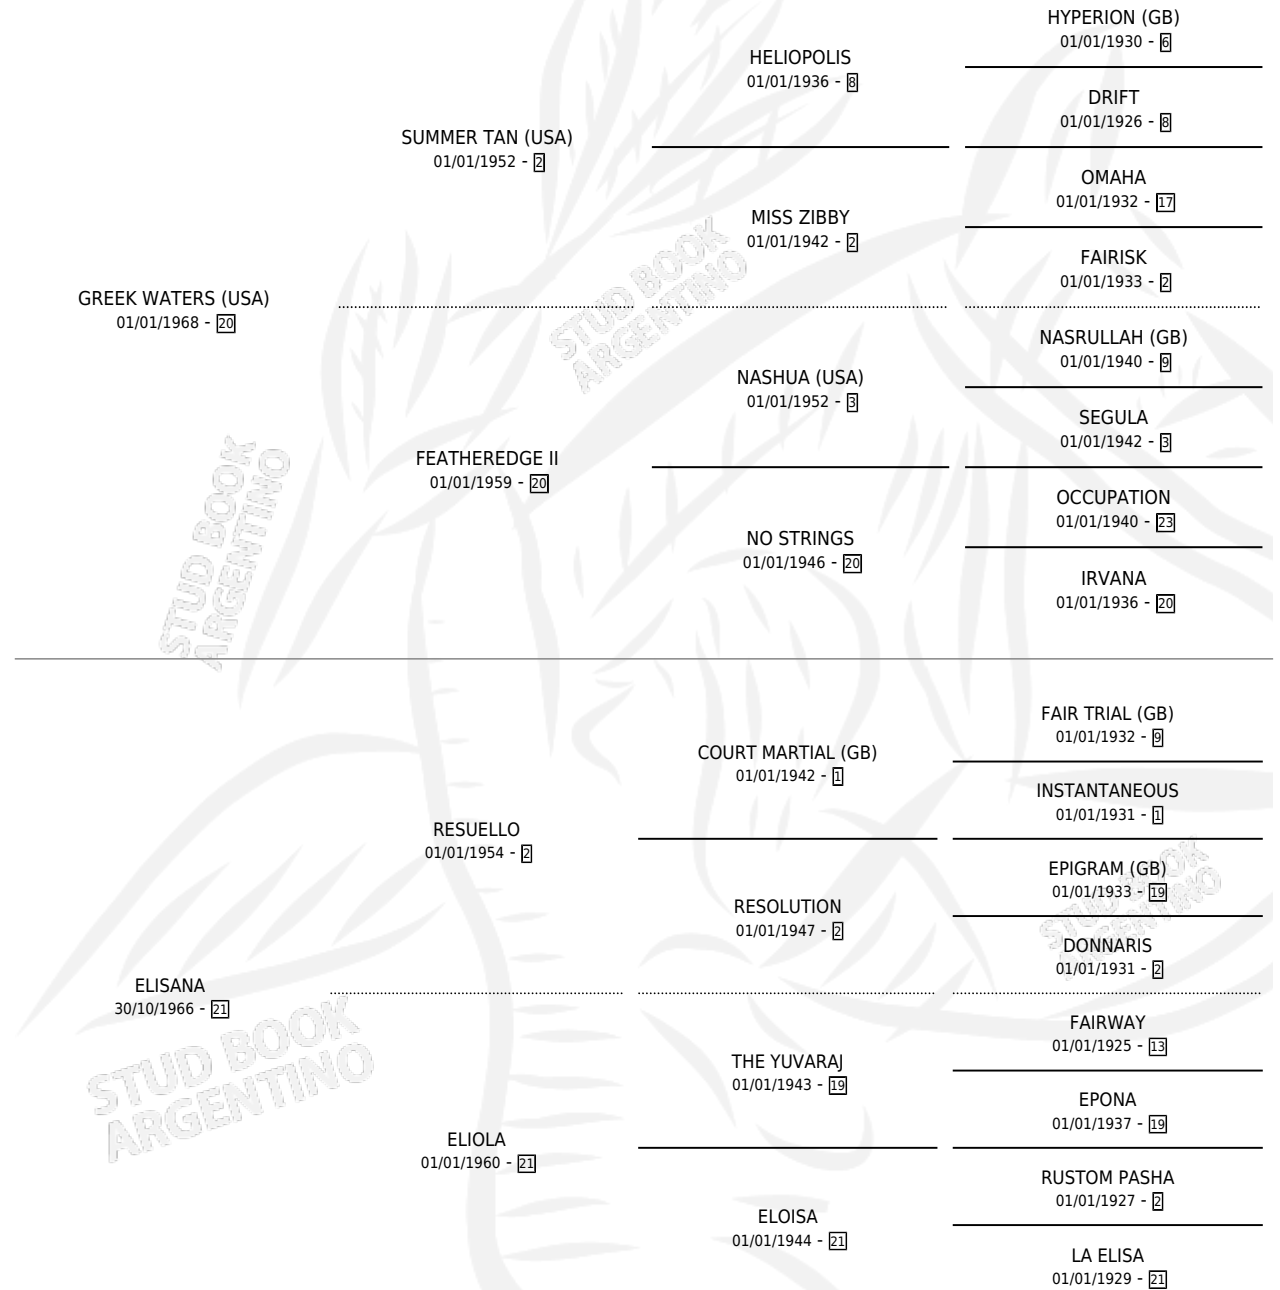 HYPERION (GB)
01/01/1930 - 6
HELIOPOLIS
01/01/1936 - 8
DRIFT
01/01/1926 - 8
SUMMER TAN (USA)
01/01/1952 - 2
OMAHA
01/01/1932 - 17
MISS ZIBBY
01/01/1942 - 2
FAIRISK
01/01/1933 - 2
GREEK WATERS (USA)
01/01/1968 - 20
NASRULLAH (GB)
01/01/1940 - 9
NASHUA (USA)
01/01/1952 - 3
SEGULA
01/01/1942 - 3
FEATHEREDGE II
01/01/1959 - 20
OCCUPATION
01/01/1940 - 23
NO STRINGS
01/01/1946 - 20
IRVANA
01/01/1936 - 20
FAIR TRIAL (GB)
01/01/1932 - 9
COURT MARTIAL (GB)
01/01/1942 - 1
INSTANTANEOUS
01/01/1931 - 1
RESUELLO
01/01/1954 - 2
EPIGRAM (GB)
01/01/1933 - 19
RESOLUTION
01/01/1947 - 2
DONNARIS
01/01/1931 - 2
ELISANA
30/10/1966 - 21
FAIRWAY
01/01/1925 - 13
THE YUVARAJ
01/01/1943 - 19
EPONA
01/01/1937 - 19
ELIOLA
01/01/1960 - 21
RUSTOM PASHA
01/01/1927 - 2
ELOISA
01/01/1944 - 21
LA ELISA
01/01/1929 - 21
STUD BOOK
ARGENTINO
STUD BOOK
ARGENTINO
STUD BOOK
ARGENTINO
STUD BOOK
ARGENTINO